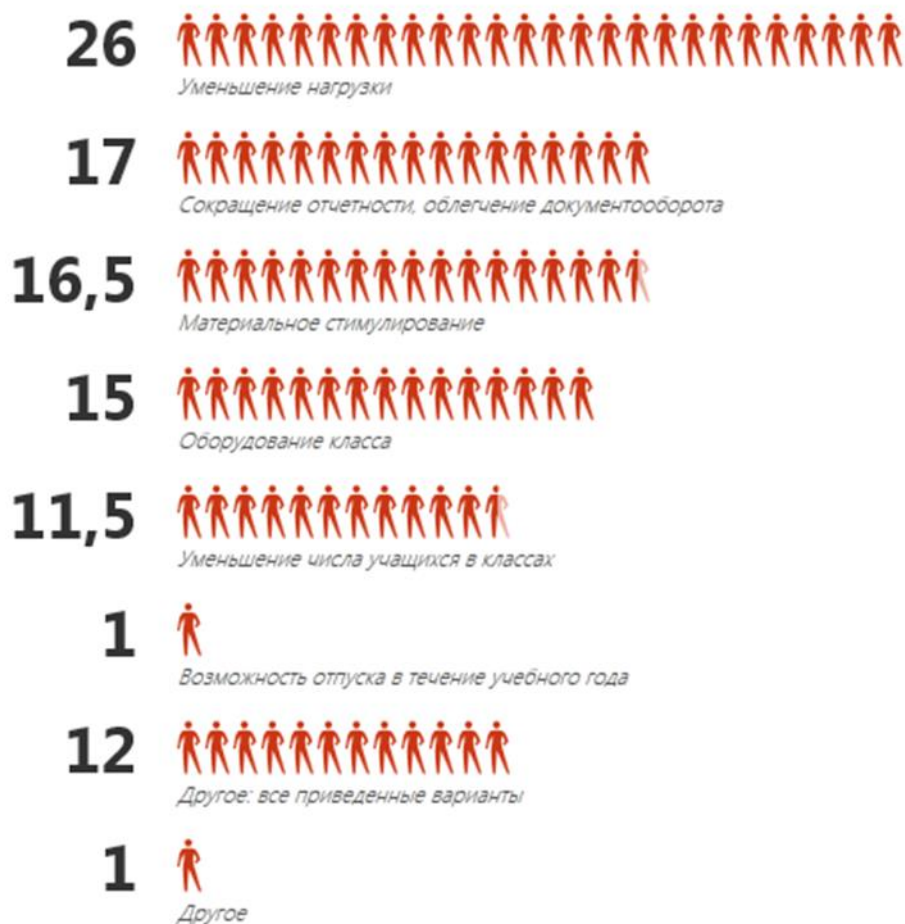 26
Уменьшение нагрузки
17
Сокращение отчетности, облегчение документооборота
16,5
Материальное стимулирование
15
Оборудование класса
11,5
Уменьшение числа учащихся в классах
1
Возможность отпуска в течение учебного года
12
Другое: все приведенные варианты
1
Другое